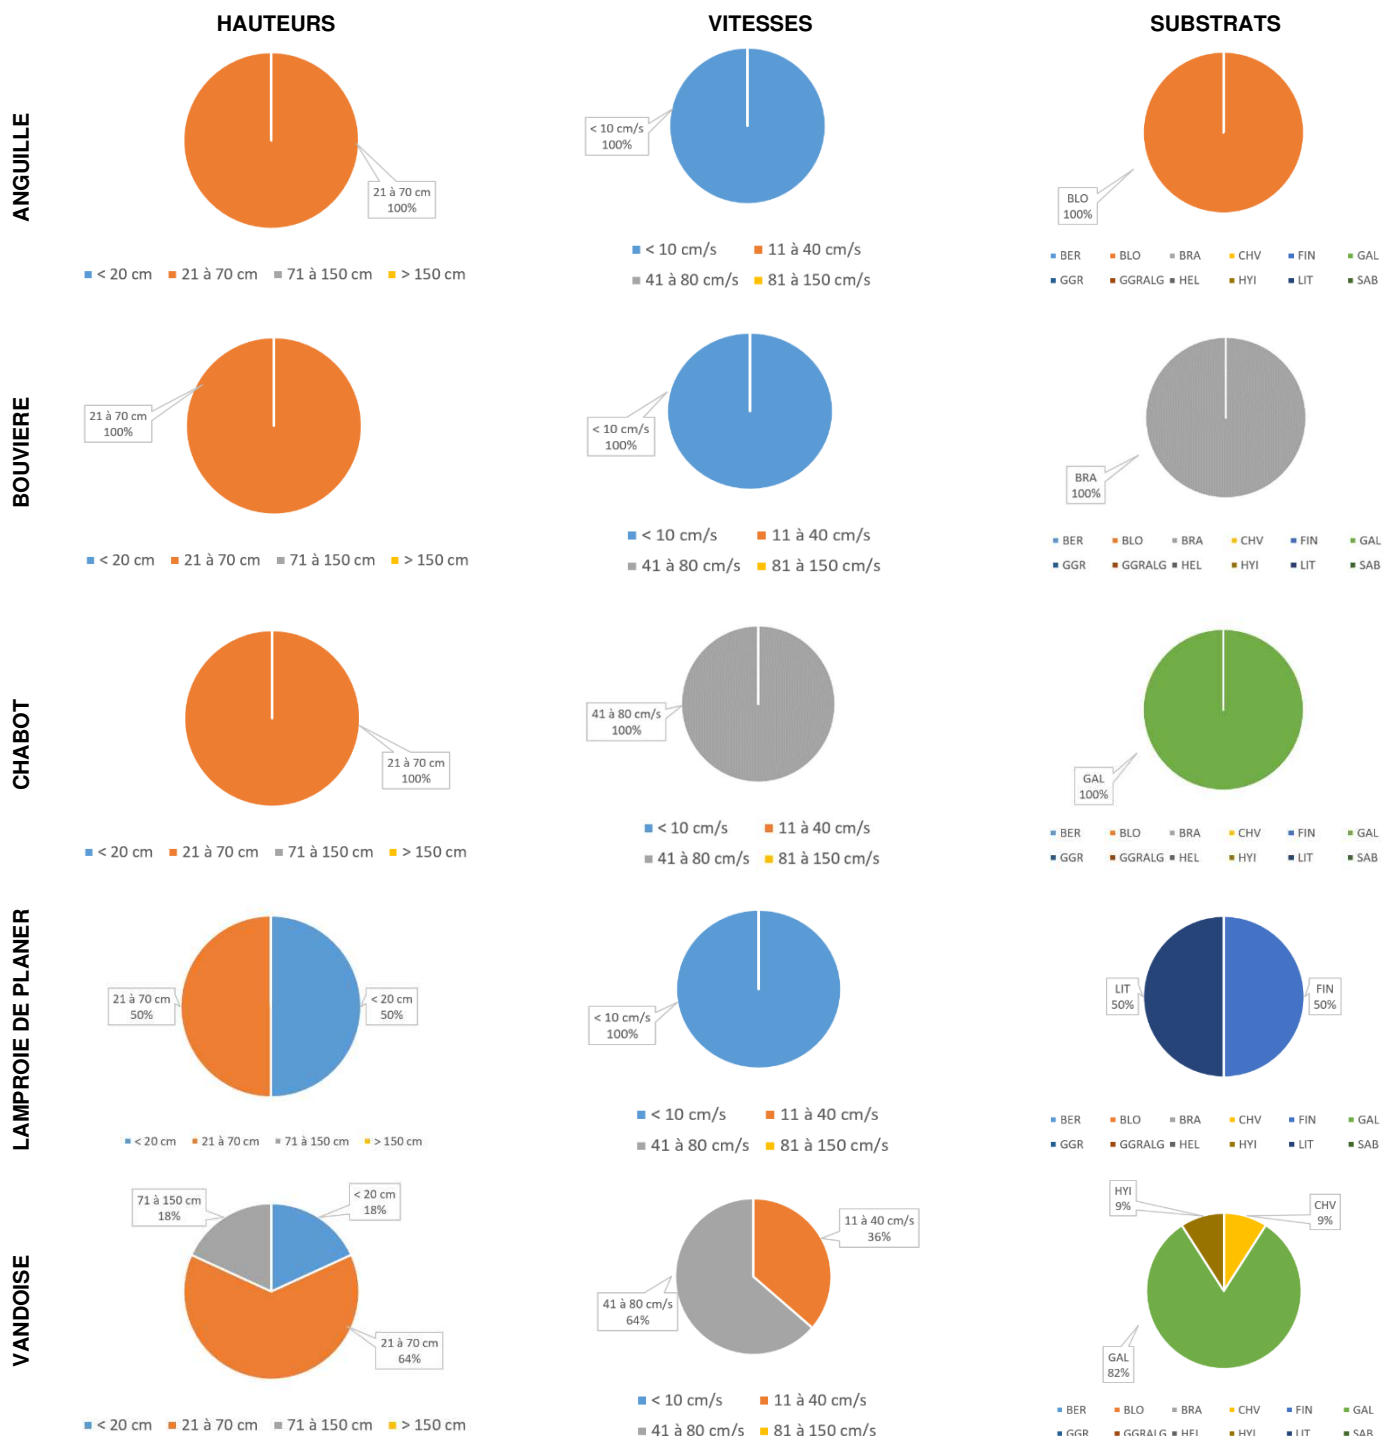 HAUTEURS VITESSES SUBSTRATS
ANGUILLE
21 à 70 cm
100%
< 20 cm 21 à 70 cm 71 à 150 cm > 150 cm
< 10 cm/s
100%
< 10 cm/s 11 à 40 cm/s
41 à 80 cm/s 81 à 150 cm/s
BLO
100%
BER BLO BRA CHV FIN GAL
GGR GGRALG HEL HYI LIT SAB
BOUVIERE
21 à 70 cm
100%
< 20 cm 21 à 70 cm 71 à 150 cm > 150 cm
< 10 cm/s
100%
< 10 cm/s 11 à 40 cm/s
41 à 80 cm/s 81 à 150 cm/s
BRA
100%
BER BLO BRA CHV FIN GAL
GGR GGRALG HEL HYI LIT SAB
CHABOT
21 à 70 cm
100%
< 20 cm 21 à 70 cm 71 à 150 cm > 150 cm
41 à 80 cm/s
100%
< 10 cm/s 11 à 40 cm/s
41 à 80 cm/s 81 à 150 cm/s
GAL
100%
BER BLO BRA CHV FIN GAL
GGR GGRALG HEL HYI LIT SAB
LAMPROIE DE PLANER
21 à 70 cm
50%
< 20 cm
50%
< 20 cm 21 à 70 cm 71 à 150 cm > 150 cm
< 10 cm/s
100%
< 10 cm/s 11 à 40 cm/s
41 à 80 cm/s 81 à 150 cm/s
LIT
50%
FIN
50%
BER BLO BRA CHV FIN GAL
GGR GGRALG HEL HYI LIT SAB
VANDOISE
71 à 150 cm
18%
< 20 cm
18%
21 à 70 cm
64%
< 20 cm 21 à 70 cm 71 à 150 cm > 150 cm
11 à 40 cm/s
36%
41 à 80 cm/s
64%
< 10 cm/s 11 à 40 cm/s
41 à 80 cm/s 81 à 150 cm/s
HYI
9%
CHV
9%
GAL
82%
BER BLO BRA CHV FIN GAL
GGR GGRALG HEL HYI LIT SAB